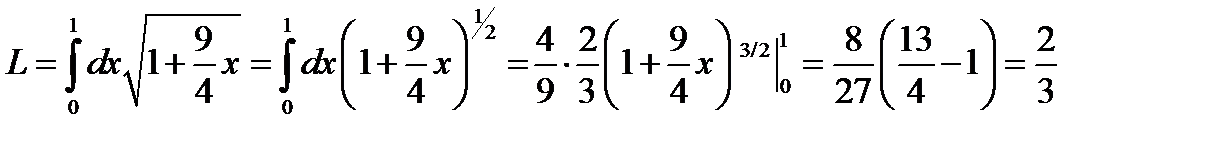 L = ∫₀¹ dx√(1 + 9/4 x) = ∫₀¹ dx(1 + 9/4 x)^{1/2} = 4/9 · 2/3 (1 + 9/4 x)^{3/2} |₀¹ = 8/27 (13/4 − 1) = 2/3